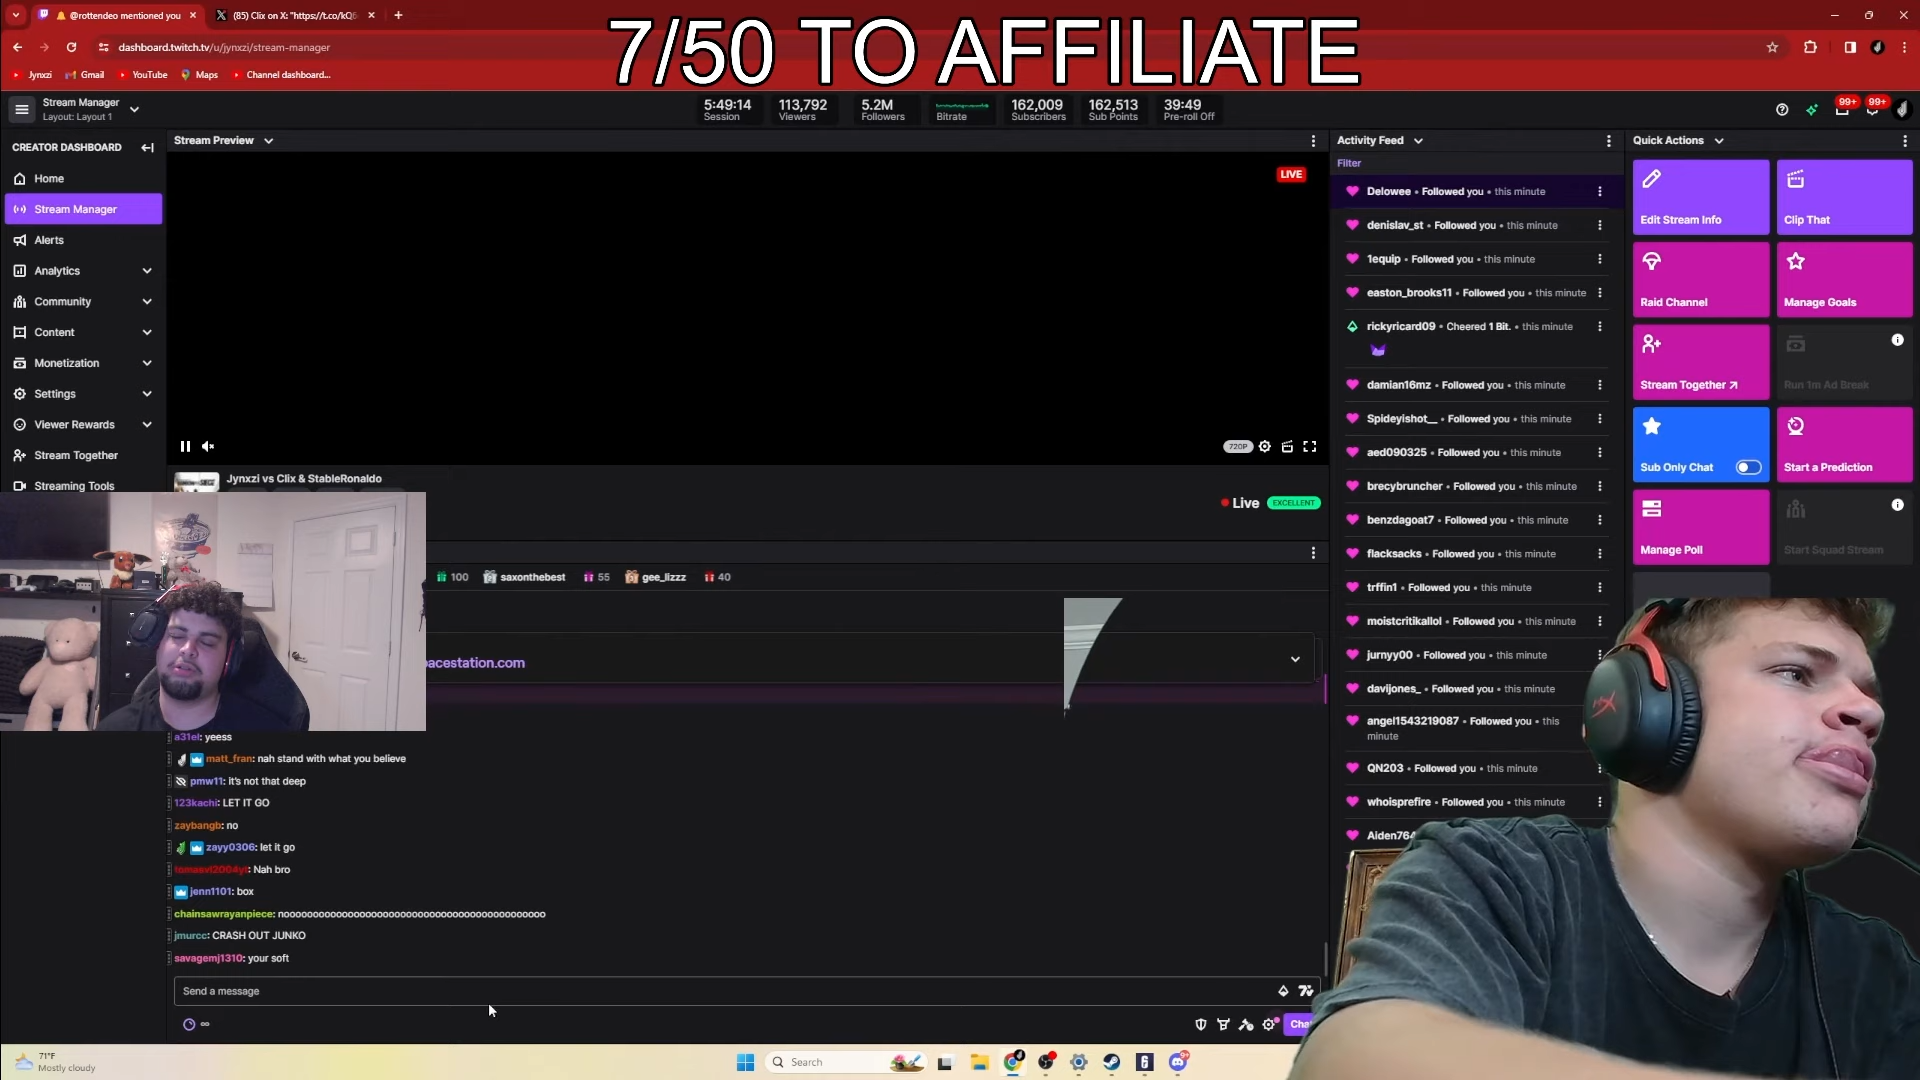 @rottendeo mentioned you
(85) Clix on X: "https://t.co/kQ6
7/50 TO AFFILIATE
dashboard.twitch.tv/u/jynxzi/stream-manager
Jynxzi
Gmail
YouTube
Maps
Channel dashboard...
Stream Manager
Layout: Layout 1
5:49:14
Session
113,792
Viewers
5.2M
Followers
Bitrate
162,009
Subscribers
162,513
Sub Points
39:49
Pre-roll Off
99+
99+
CREATOR DASHBOARD
Home
Stream Manager
Alerts
Analytics
Community
Content
Monetization
Settings
Viewer Rewards
Stream Together
Streaming Tools
Stream Preview
LIVE
720P
Jynxzi vs Clix & StableRonaldo
Live
EXCELLENT
100
saxonthebest
55
gee_lizzz
40
pacestation.com
a31el: yeess
matt_fran: nah stand with what you believe
pmw11: it's not that deep
123kachi: LET IT GO
zaybangb: no
zayy0306: let it go
Nah bro
jenn1101: box
chainsawrayanpiece: nooooooooooooooooooooooooooooooooooooooooooooo
jmurcc: CRASH OUT JUNKO
savagemj1310: your soft
Send a message
Cha
Activity Feed
Filter
Delowee • Followed you • this minute
denislav_st • Followed you • this minute
1equip • Followed you • this minute
easton_brooks11 • Followed you • this minute
rickyricard09 • Cheered 1 Bit. • this minute
damian16mz • Followed you • this minute
Spideyishot__ • Followed you • this minute
aed090325 • Followed you • this minute
brecybruncher • Followed you • this minute
benzdagoat7 • Followed you • this minute
flacksacks • Followed you • this minute
trffin1 • Followed you • this minute
moistcritikallol • Followed you • this minute
jurnyy00 • Followed you • this minute
davijones_ • Followed you • this minute
angel1543219087 • Followed you • this
minute
QN203 • Followed you • this minute
whoisprefire • Followed you • this minute
Aiden764
Quick Actions
Edit Stream Info
Clip That
Raid Channel
Manage Goals
Stream Together
Run 1m Ad Break
Sub Only Chat
Start a Prediction
Manage Poll
Start Squad Stream
71°F
Mostly cloudy
Search
9+